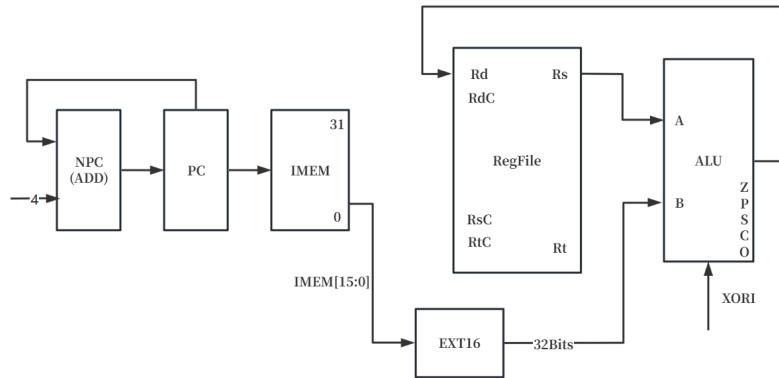 NPC
(ADD)
4
PC
31
IMEM
0
IMEM[15:0]
EXT16
32Bits
Rd
Rs
RdC
RegFile
RsC
RtC
Rt
A
ALU
B
Z
P
S
C
O
XORI